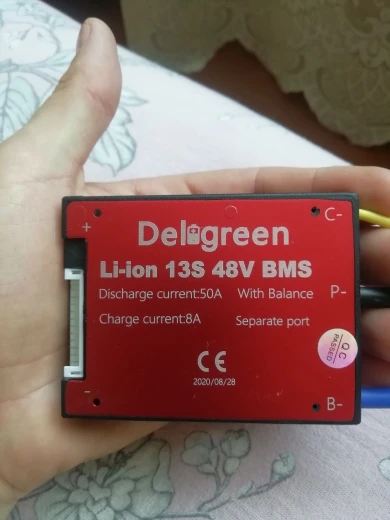 +
C-
Deligreen
Li-ion 13S 48V BMS
Discharge current:50A With Balance
P-
Charge current:8A Separate port
Q.C
PASSED
CE
2020/08/28
-
B-